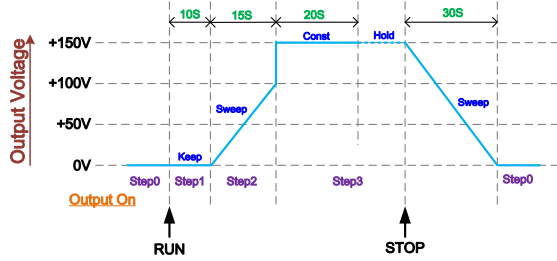 10S 15S 20S 30S
+150V Const Hold
+100V
Sweep Sweep
+50V
0V Keep
Output Voltage
Step0 Step1 Step2 Step3 Step0
Output On
RUN STOP